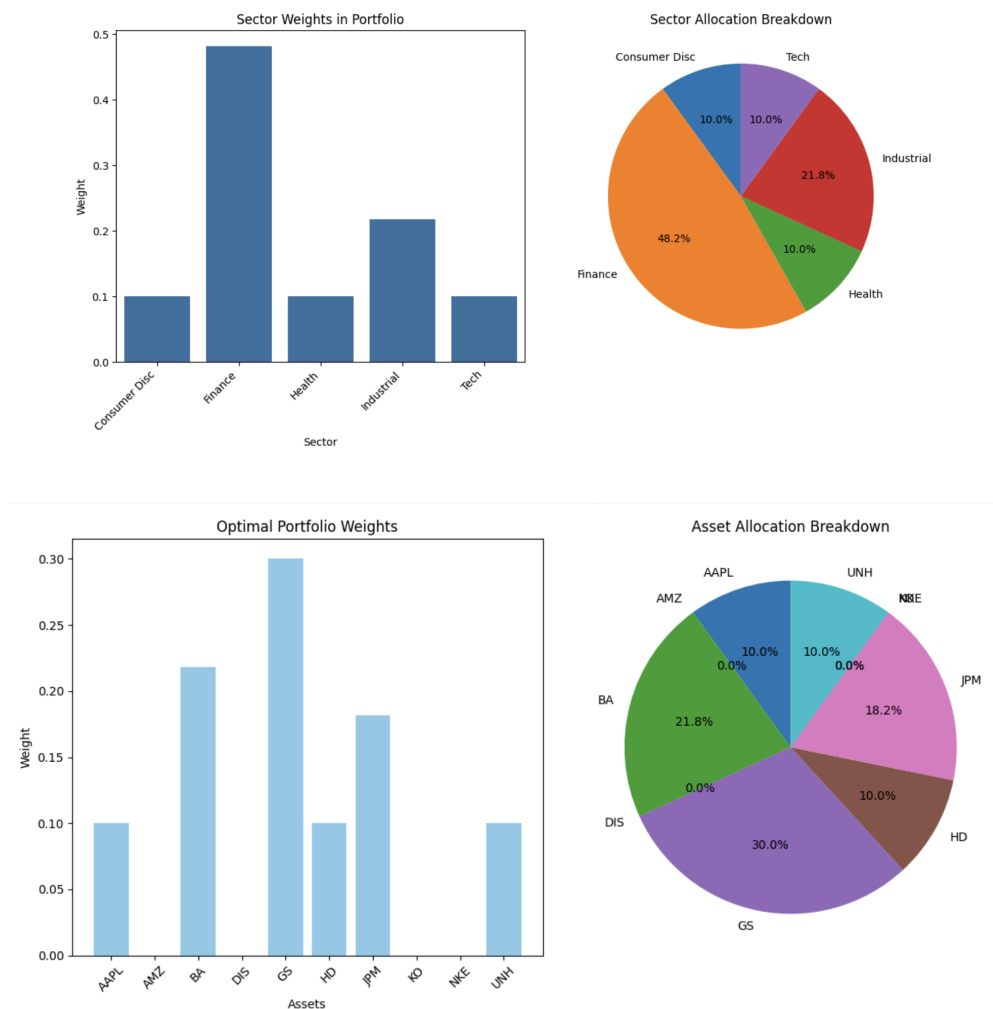 Sector Weights in Portfolio
Weight
0.5
0.4
0.3
0.2
0.1
0.0
Consumer Disc
Finance
Health
Industrial
Tech
Sector
Sector Allocation Breakdown
Consumer Disc
Tech
10.0%
10.0%
Industrial
21.8%
48.2%
10.0%
Finance
Health
Optimal Portfolio Weights
Weight
0.30
0.25
0.20
0.15
0.10
0.05
0.00
AAPL
AMZ
BA
DIS
GS
HD
JPM
KO
NKE
UNH
Assets
Asset Allocation Breakdown
AAPL
UNH
AMZ
10.0%
10.0%
0.0%
0.0%
JPM
BA
18.2%
21.8%
0.0%
10.0%
DIS
HD
30.0%
GS